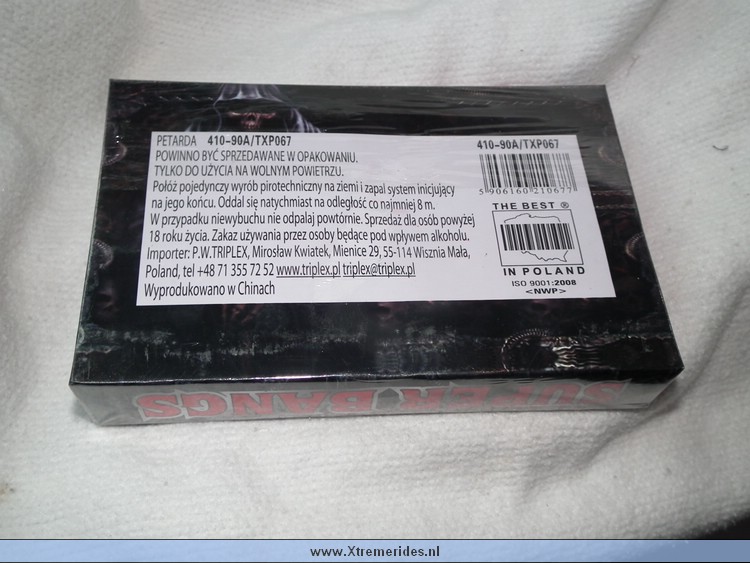 PETARDA 410-90A/TXP067
POWINNO BYĆ SPRZEDAWANE W OPAKOWANIU.
TYLKO DO UŻYCIA NA WOLNYM POWIETRZU.
Połóż pojedynczy wyrób pirotechniczny na ziemi i zapal system inicjujący
na jego końcu. Oddal się natychmiast na odległość co najmniej 8 m.
W przypadku niewybuchu nie odpalaj powtórnie. Sprzedaż dla osób powyżej
18 roku życia. Zakaz używania przez osoby będące pod wpływem alkoholu.
Importer: P.W.TRIPLEX, Mirosław Kwiatek, Mienice 29, 55-114 Wisznia Mała,
Poland, tel +48 71 355 72 52 www.triplex.pl triplex@triplex.pl
Wyprodukowano w Chinach
410-90A/TXP067
5 906160 210677
THE BEST ®
IN POLAND
ISO 9001:2008
<NWP>
SUPER BANGS
www.Xtremerides.nl